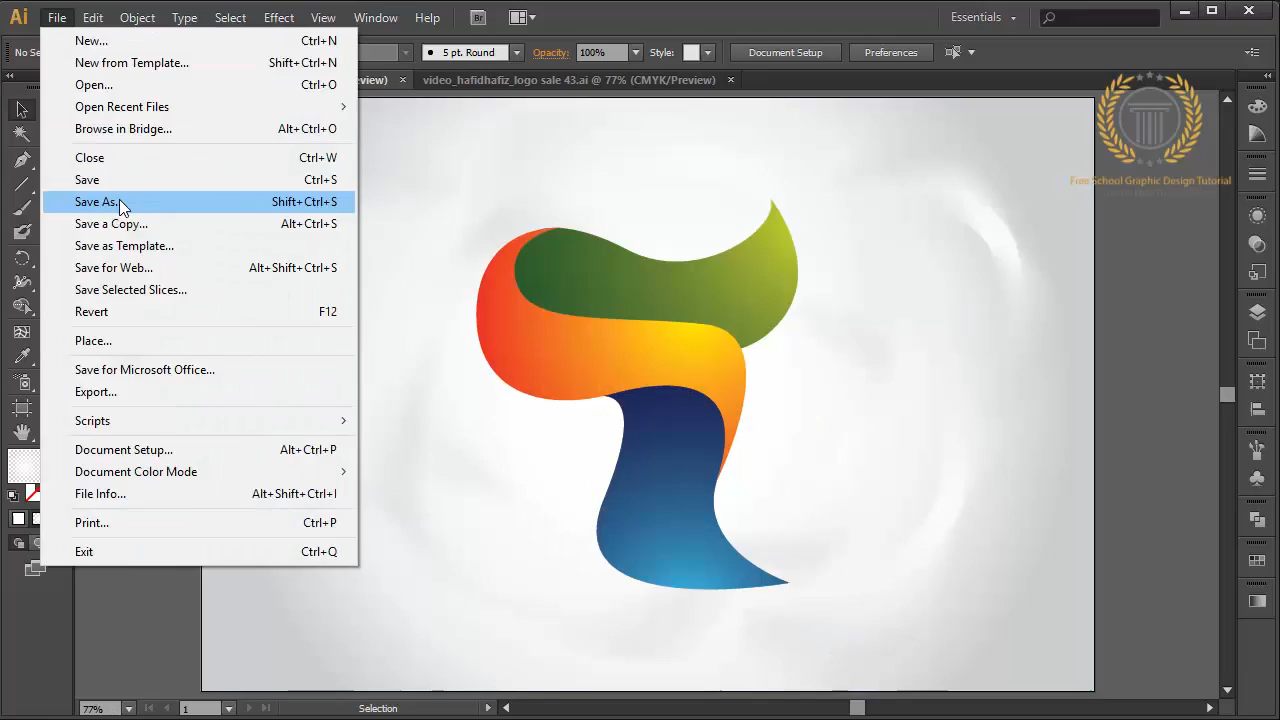 Ai File Edit Object Type Select Effect View Window Help Br Essentials
No Se 5 pt. Round Opacity: 100% Style: Document Setup Preferences
view) × video_hafidhafiz_logo sale 43.ai @ 77% (CMYK/Preview) ×
New... Ctrl+N
New from Template... Shift+Ctrl+N
Open... Ctrl+O
Open Recent Files
Browse in Bridge... Alt+Ctrl+O
Close Ctrl+W
Save Ctrl+S
Save As... Shift+Ctrl+S
Save a Copy... Alt+Ctrl+S
Save as Template...
Save for Web... Alt+Shift+Ctrl+S
Save Selected Slices...
Revert F12
Place...
Save for Microsoft Office...
Export...
Scripts
Document Setup... Alt+Ctrl+P
Document Color Mode
File Info... Alt+Shift+Ctrl+I
Print... Ctrl+P
Exit Ctrl+Q
Free School Graphic Design Tutorial
77% 1 Selection